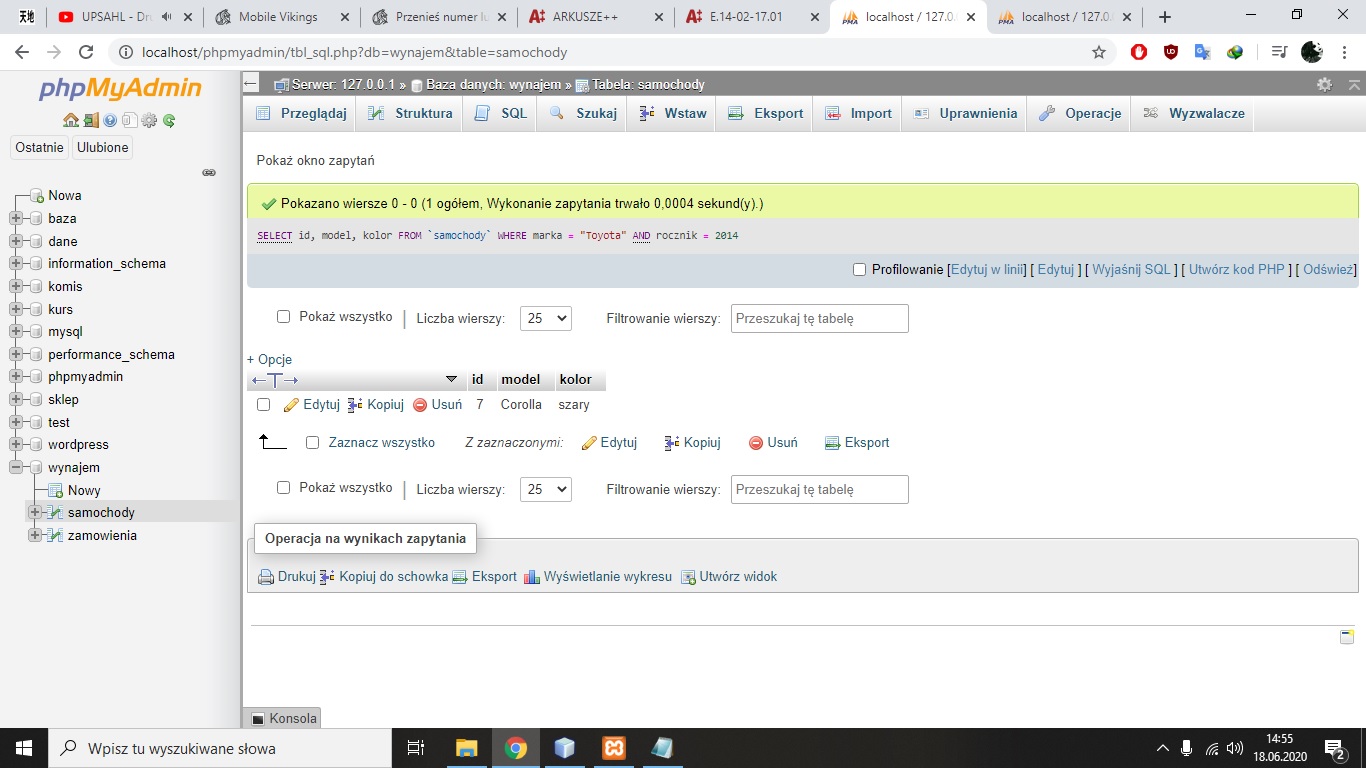 天地
UPSAHL - Dr
Mobile Vikings
Przenieś numer lu
ARKUSZE++
E.14-02-17.01
localhost / 127.0.
localhost / 127.0.
localhost/phpmyadmin/tbl_sql.php?db=wynajem&table=samochody
phpMyAdmin
Ostatnie
Ulubione
Nowa
baza
dane
information_schema
komis
kurs
mysql
performance_schema
phpmyadmin
sklep
test
wordpress
wynajem
Nowy
samochody
zamowienia
Serwer: 127.0.0.1 » Baza danych: wynajem » Tabela: samochody
Przeglądaj
Struktura
SQL
Szukaj
Wstaw
Eksport
Import
Uprawnienia
Operacje
Wyzwalacze
Pokaż okno zapytań
Pokazano wiersze 0 - 0 (1 ogółem, Wykonanie zapytania trwało 0,0004 sekund(y).)
SELECT id, model, kolor FROM `samochody` WHERE marka = "Toyota" AND rocznik = 2014
Profilowanie [Edytuj w linii] [ Edytuj ] [ Wyjaśnij SQL ] [ Utwórz kod PHP ] [ Odśwież]
Pokaż wszystko | Liczba wierszy: 25 Filtrowanie wierszy: Przeszukaj tę tabelę
+ Opcje
←T→ id model kolor
Edytuj Kopiuj Usuń 7 Corolla szary
Zaznacz wszystko Z zaznaczonymi: Edytuj Kopiuj Usuń Eksport
Pokaż wszystko | Liczba wierszy: 25 Filtrowanie wierszy: Przeszukaj tę tabelę
Operacja na wynikach zapytania
Drukuj Kopiuj do schowka Eksport Wyświetlanie wykresu Utwórz widok
Konsola
Wpisz tu wyszukiwane słowa
14:55
18.06.2020
2